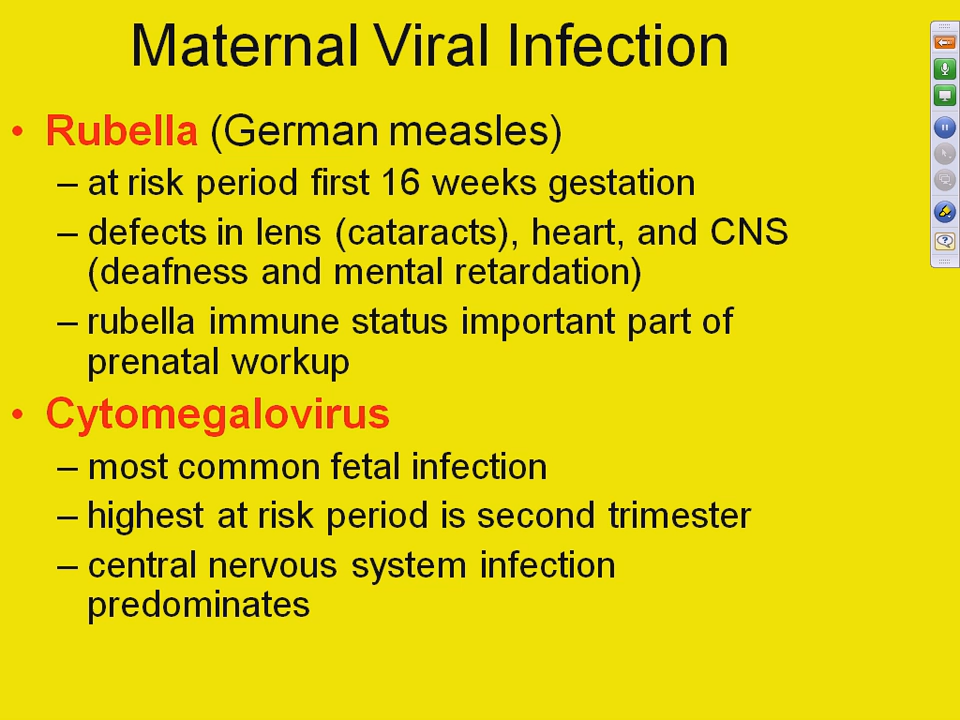 Maternal Viral Infection
• Rubella (German measles)
– at risk period first 16 weeks gestation
– defects in lens (cataracts), heart, and CNS
(deafness and mental retardation)
– rubella immune status important part of
prenatal workup
• Cytomegalovirus
– most common fetal infection
– highest at risk period is second trimester
– central nervous system infection
predominates